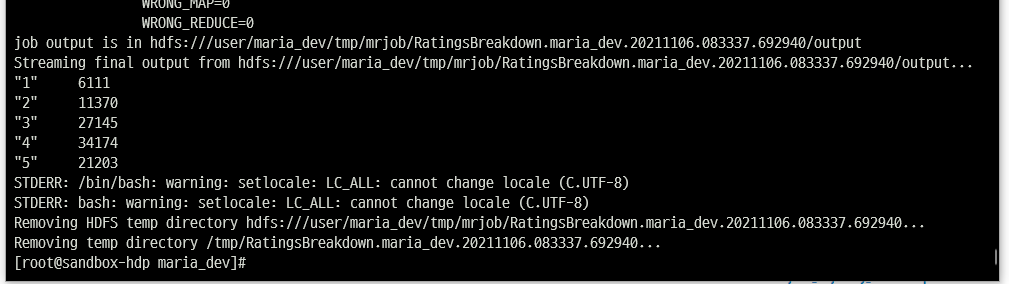 WRONG_MAP=0
WRONG_REDUCE=0
job output is in hdfs:///user/maria_dev/tmp/mrjob/RatingsBreakdown.maria_dev.20211106.083337.692940/output
Streaming final output from hdfs:///user/maria_dev/tmp/mrjob/RatingsBreakdown.maria_dev.20211106.083337.692940/output...
"1"     6111
"2"     11370
"3"     27145
"4"     34174
"5"     21203
STDERR: /bin/bash: warning: setlocale: LC_ALL: cannot change locale (C.UTF-8)
STDERR: bash: warning: setlocale: LC_ALL: cannot change locale (C.UTF-8)
Removing HDFS temp directory hdfs:///user/maria_dev/tmp/mrjob/RatingsBreakdown.maria_dev.20211106.083337.692940...
Removing temp directory /tmp/RatingsBreakdown.maria_dev.20211106.083337.692940...
[root@sandbox-hdp maria_dev]#